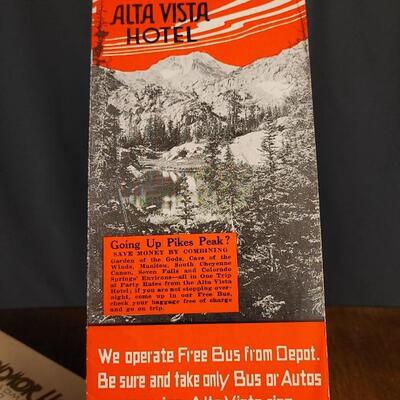 ALTA VISTA
HOTEL
Going Up Pikes Peak?
SAVE MONEY BY COMBINING
Garden of the Gods, Cave of the
Winds, Manitou, South Cheyenne
Canon, Seven Falls and Colorado
Springs' Environs—all in One Trip
at Party Rates from the Alta Vista
Hotel; if you are not stopping over-
night, come up in our Free Bus,
check your baggage free of charge
and go on trip.
We operate Free Bus from Depot.
Be sure and take only Bus or Autos
Alta Vista